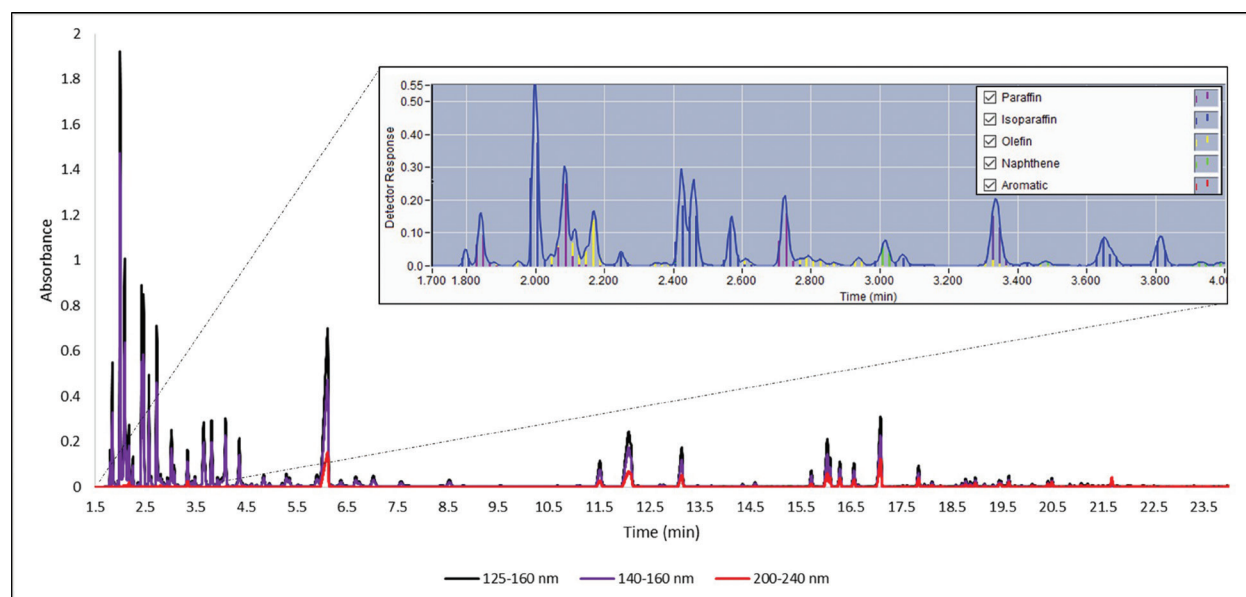 2
1.8
1.6
1.4
1.2
1
0.8
0.6
0.4
0.2
0
Absorbance
1.5 2.5 3.5 4.5 5.5 6.5 7.5 8.5 9.5 10.5 11.5 12.5 13.5 14.5 15.5 16.5 17.5 18.5 19.5 20.5 21.5 22.5 23.5
Time (min)
125-160 nm 140-160 nm 200-240 nm
0.55
0.50
0.40
0.30
0.20
0.10
0.0
Detector Response
1.700 1.800 2.000 2.200 2.400 2.600 2.800 3.000 3.200 3.400 3.600 3.800 4.00
Time (min)
Paraffin
Isoparaffin
Olefin
Naphthene
Aromatic